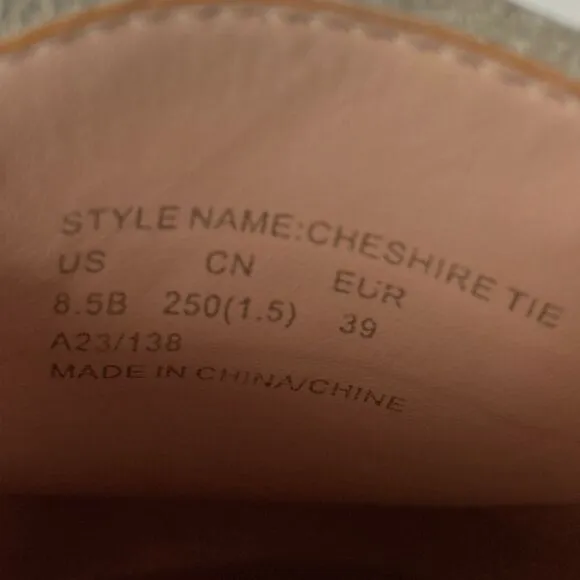 STYLE NAME:CHESHIRE TIE
US CN EUR
8.5B 250(1.5) 39
A23/138
MADE IN CHINA/CHINE